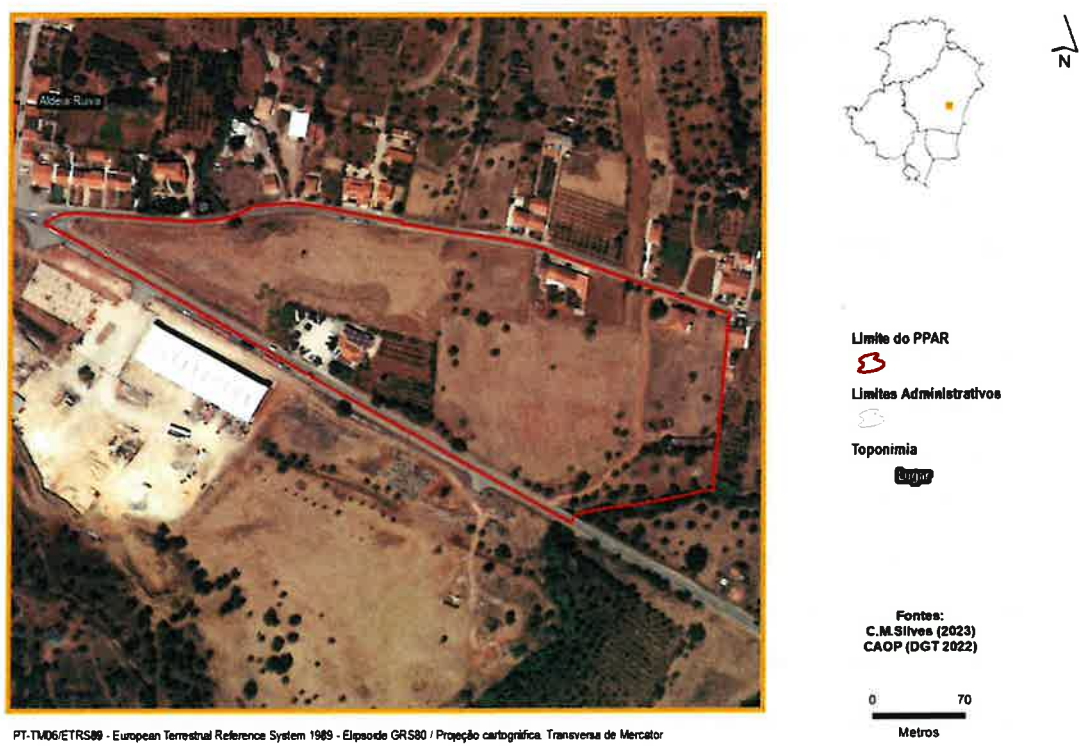 Aldeia Ruiva
N
Limite do PPAR
Limites Administrativos
Toponímia
Lugar
Fontes:
C.M.Silves (2023)
CAOP (DGT 2022)
0 70
Metros
PT-TM06/ETRS89 - European Terrestrial Reference System 1989 - Elipsoide GRS80 / Projeção cartográfica Transversa de Mercator